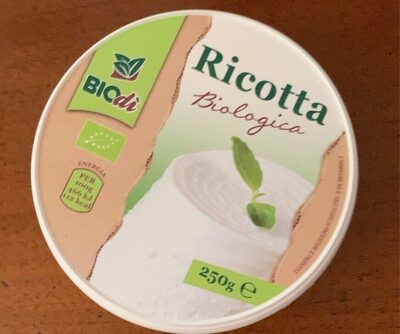 BIOdì
Ricotta
Biologica
ENERGIA
PER
100g
466 kJ
112 kcal
250g e